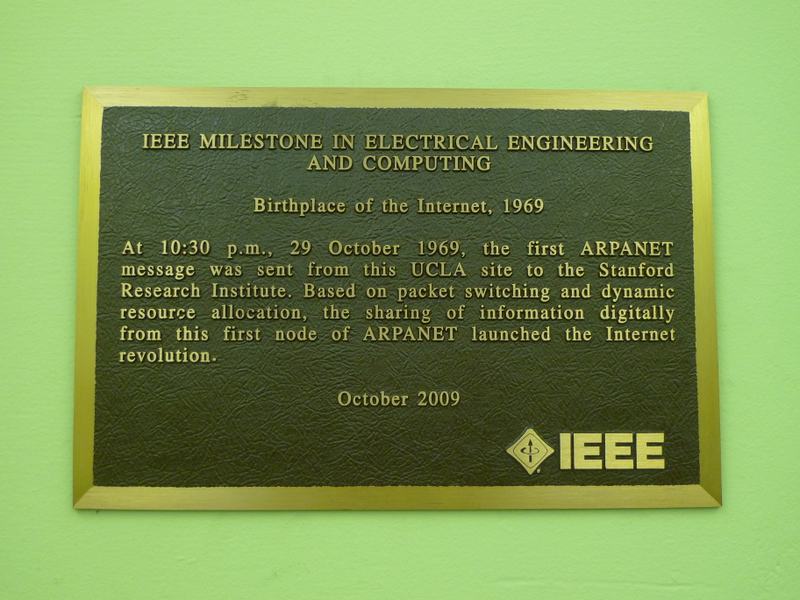 IEEE MILESTONE IN ELECTRICAL ENGINEERING
AND COMPUTING
Birthplace of the Internet, 1969
At 10:30 p.m., 29 October 1969, the first ARPANET
message was sent from this UCLA site to the Stanford
Research Institute. Based on packet switching and dynamic
resource allocation, the sharing of information digitally
from this first node of ARPANET launched the Internet
revolution.
October 2009
IEEE